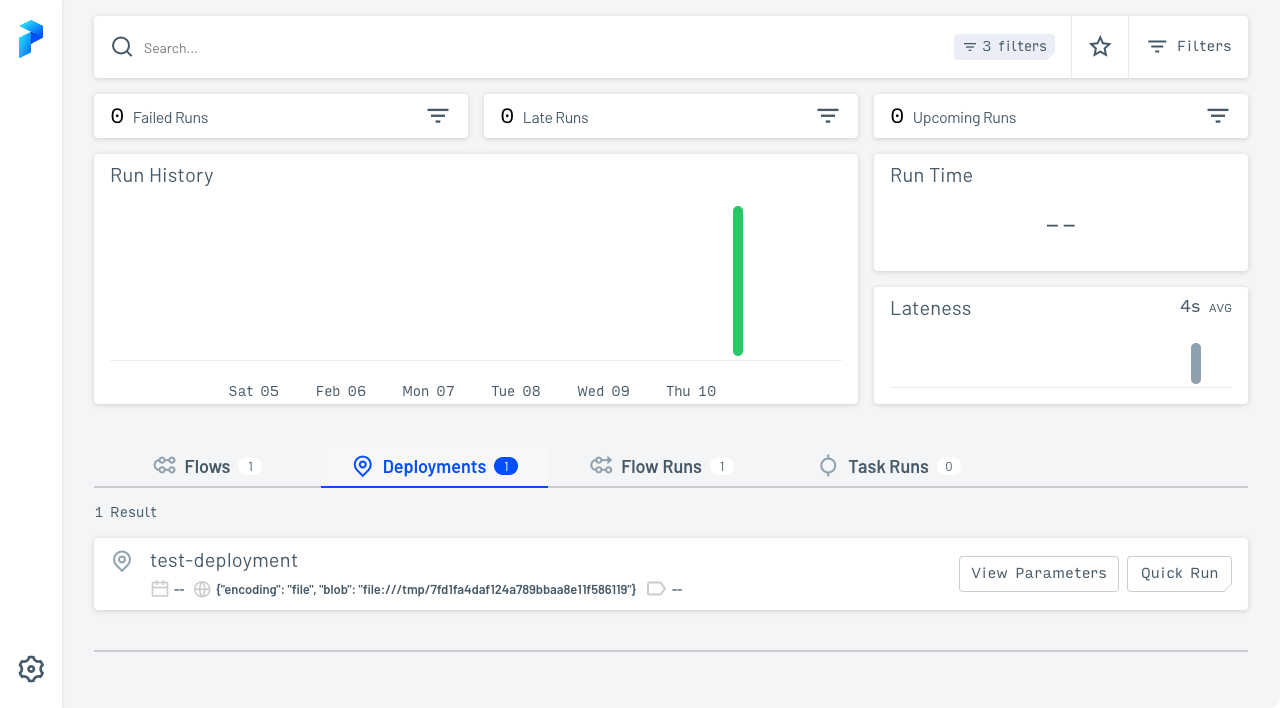 Search...
3 filters
Filters
0 Failed Runs
0 Late Runs
0 Upcoming Runs
Run History
Sat 05 Feb 06 Mon 07 Tue 08 Wed 09 Thu 10
Run Time
--
Lateness
4s AVG
Flows 1
Deployments 1
Flow Runs 1
Task Runs 0
1 Result
test-deployment
-- {"encoding": "file", "blob": "file:///tmp/7fd1fa4daf124a789bbaa8e11f586119"} --
View Parameters
Quick Run